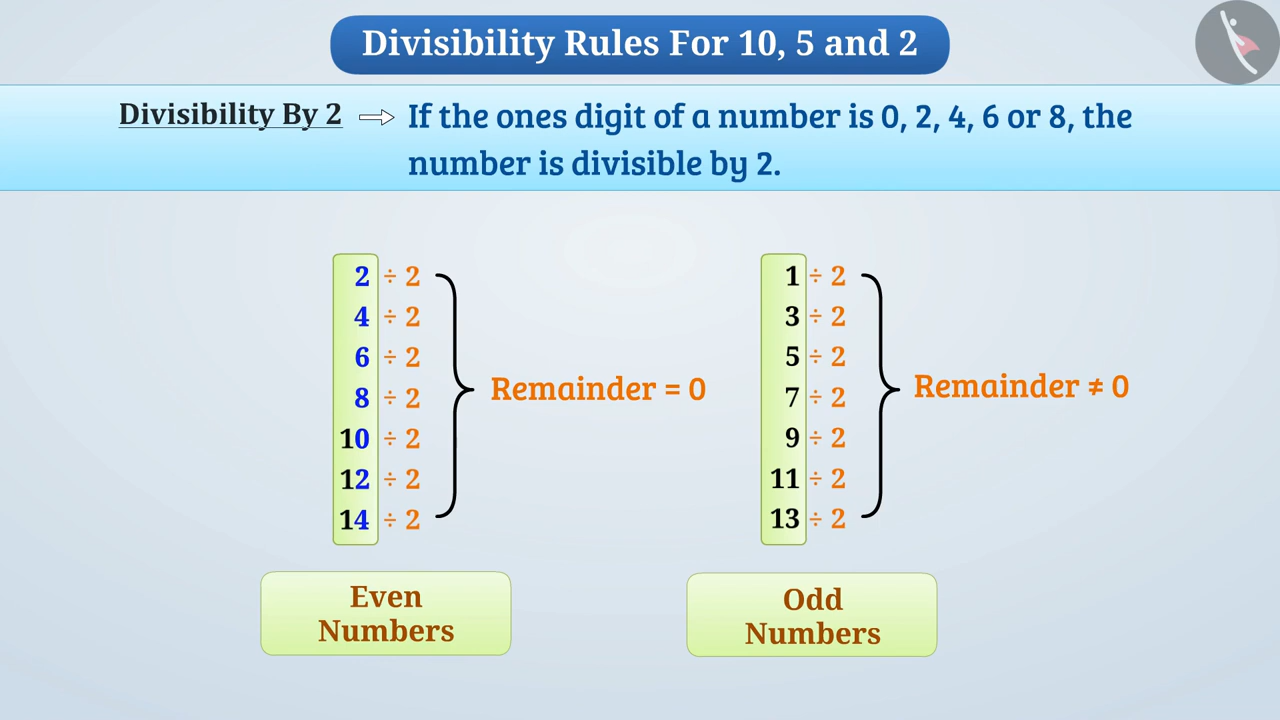 Divisibility Rules For 10, 5 and 2
Divisibility By 2 ⇨ If the ones digit of a number is 0, 2, 4, 6 or 8, the
number is divisible by 2.
2 ÷ 2
4 ÷ 2
6 ÷ 2
8 ÷ 2
10 ÷ 2
12 ÷ 2
14 ÷ 2
Remainder = 0
Even
Numbers
1 ÷ 2
3 ÷ 2
5 ÷ 2
7 ÷ 2
9 ÷ 2
11 ÷ 2
13 ÷ 2
Remainder ≠ 0
Odd
Numbers